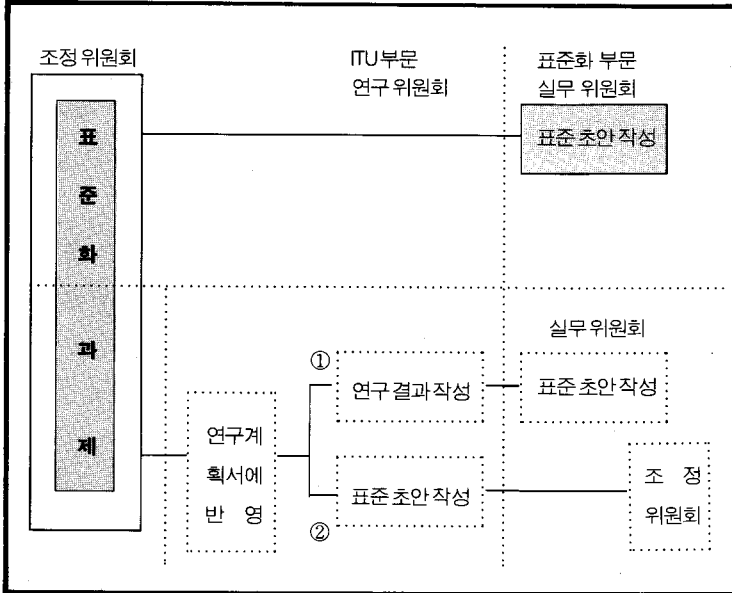 조정 위원회
ITU 부문
연구 위원회
표준화 부문
실무 위원회
표
준
화
과
제
표준 초안 작성
실무 위원회
①
연구 결과 작성
표준 초안 작성
연구계
획서에
반 영
표준 초안 작성
②
조 정
위원회